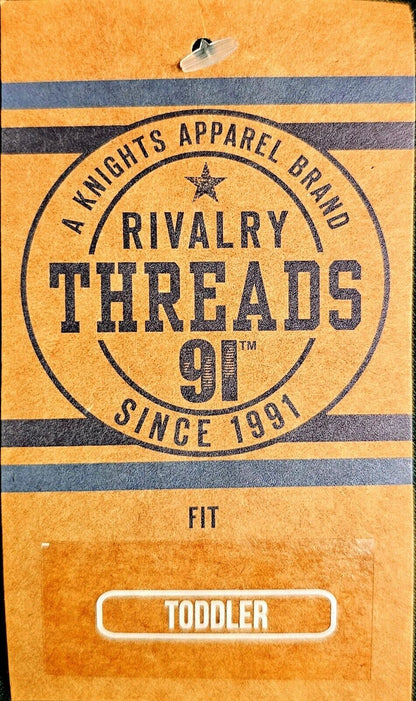 A KNIGHTS APPAREL BRAND
RIVALRY
THREADS
91™
SINCE 1991
FIT
TODDLER